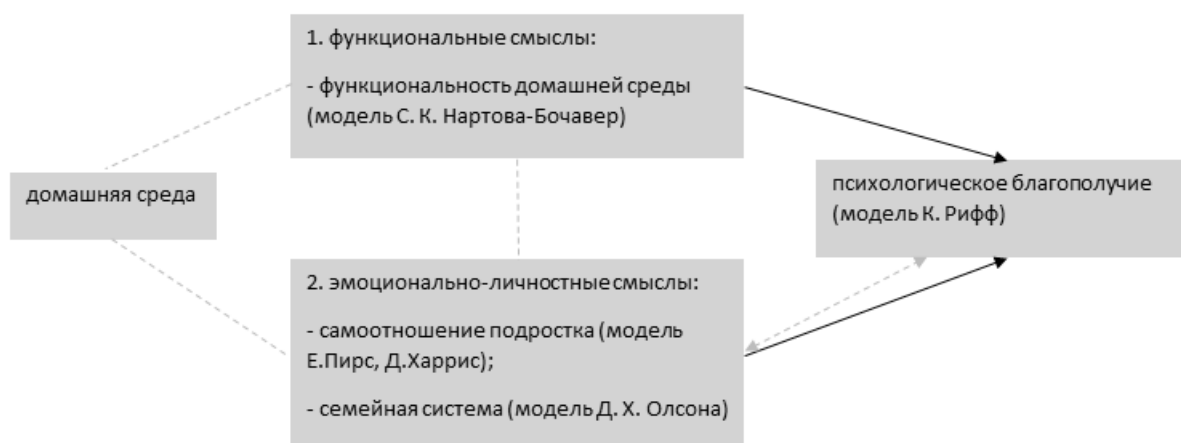 1. функциональные смыслы:
- функциональность домашней среды
(модель С. К. Нартова-Бочавер)
домашняя среда
психологическое благополучие
(модель К. Рифф)
2. эмоционально-личностные смыслы:
- самоотношение подростка (модель
Е.Пирс, Д.Харрис);
- семейная система (модель Д. Х. Олсона)